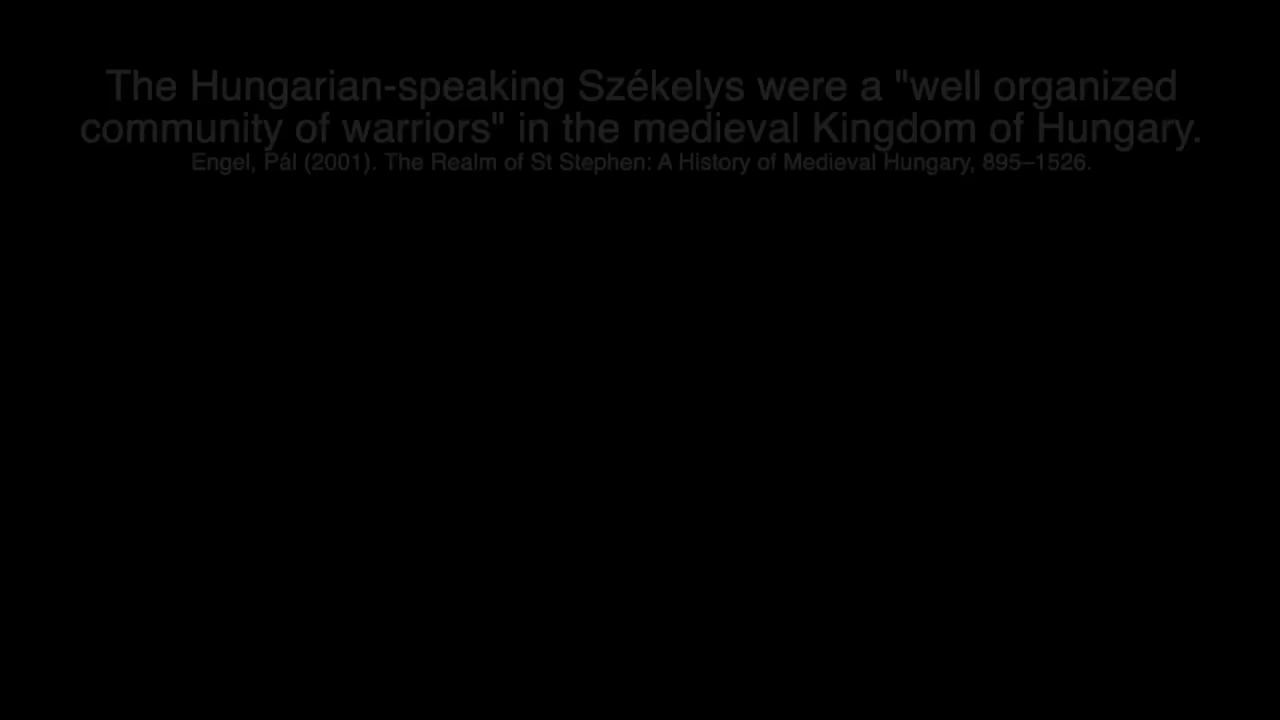 The Hungarian-speaking Székelys were a "well organized
community of warriors" in the medieval Kingdom of Hungary.
Engel, Pál (2001). The Realm of St Stephen: A History of Medieval Hungary, 895–1526.